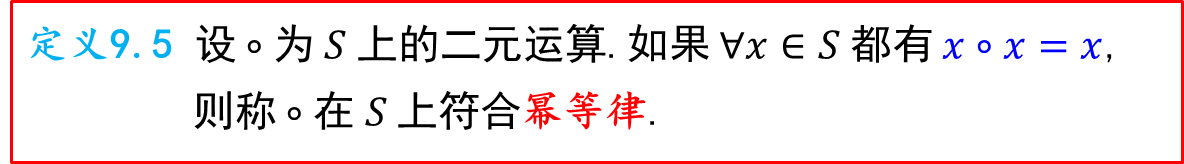 定义9.5 设∘为 S 上的二元运算. 如果 ∀x ∈ S 都有 x ∘ x = x,
则称∘在 S 上符合幂等律.